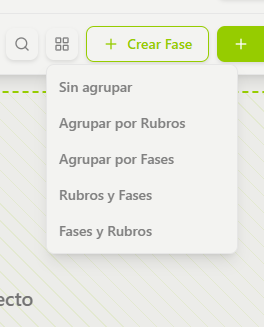 Crear Fase
Sin agrupar
Agrupar por Rubros
Agrupar por Fases
Rubros y Fases
Fases y Rubros
ecto